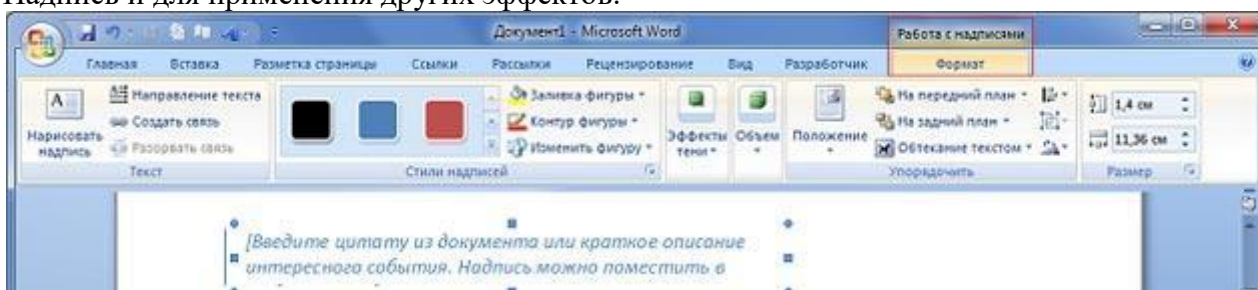 Надпись и для применения других эффектов.
Документ1 - Microsoft Word
Работа с надписями
Главная Вставка Разметка страницы Ссылки Рассылки Рецензирование Вид Разработчик Формат
Нарисовать надпись
Направление текста
Создать связь
Разорвать связь
Текст
Заливка фигуры
Контур фигуры
Изменить фигуру
Стили надписей
Эффекты тени
Объем
Положение
На передний план
На задний план
Обтекание текстом
Упорядочить
1,4 см
11,36 см
Размер
[Введите цитату из документа или краткое описание
интересного события. Надпись можно поместить в